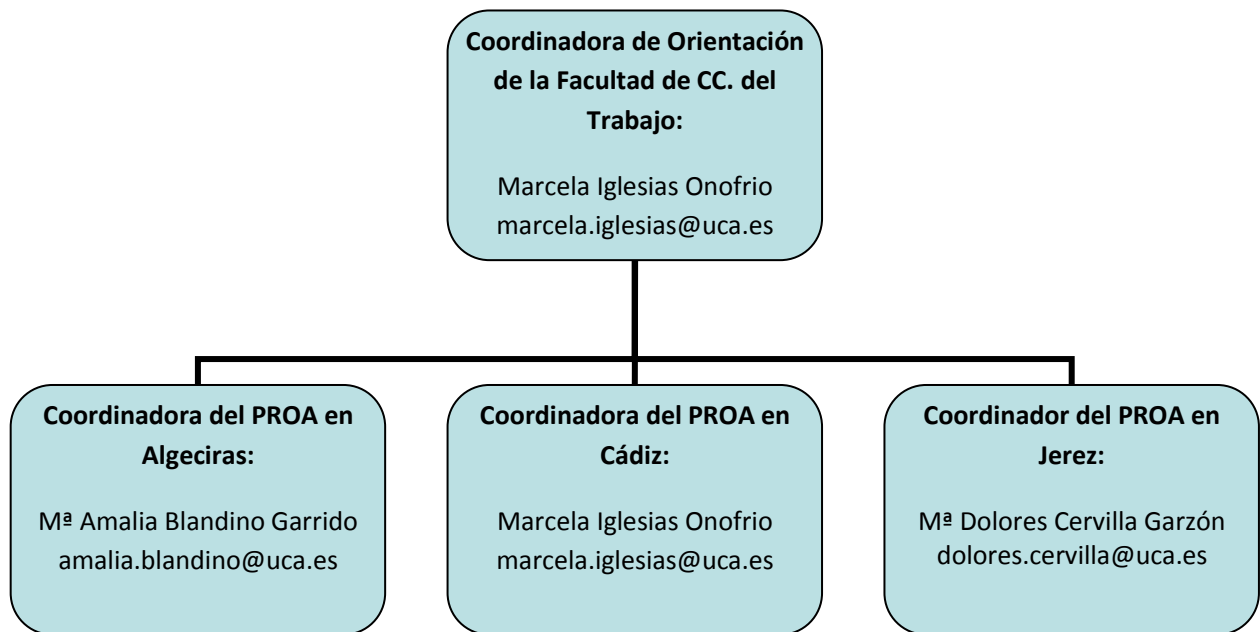 Coordinadora de Orientación
de la Facultad de CC. del
Trabajo:
Marcela Iglesias Onofrio
marcela.iglesias@uca.es
Coordinadora del PROA en
Algeciras:
Mª Amalia Blandino Garrido
amalia.blandino@uca.es
Coordinadora del PROA en
Cádiz:
Marcela Iglesias Onofrio
marcela.iglesias@uca.es
Coordinador del PROA en
Jerez:
Mª Dolores Cervilla Garzón
dolores.cervilla@uca.es